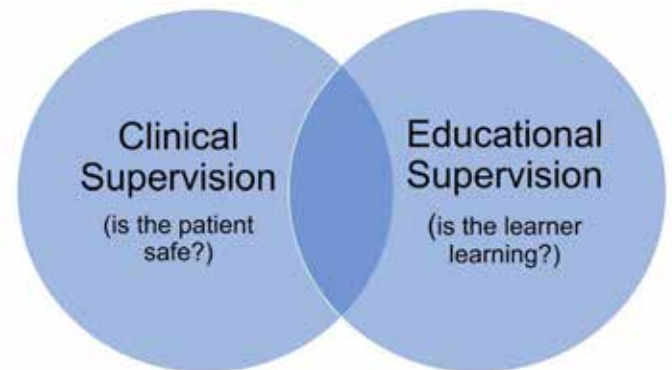 Clinical
Supervision
(is the patient
safe?)
Educational
Supervision
(is the learner
learning?)